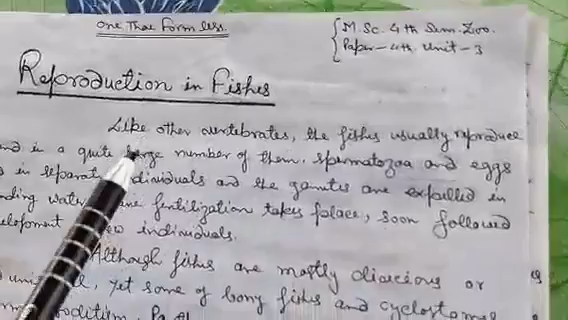 One Thae Form Urs.
{M.Sc. 4th Sem. Zoo.
{Paper-4th Unit-3
Reproduction in Fishes
Like other vertebrates, the fishes usually reproduce
and in a quite large number of them, spermatozoa and eggs
in separate individuals and the gametes are expelled in
water fertilization takes place, soon followed
individuals.
Although fishes are mostly dioecious or
yet some of bony fishes and cyclostomes